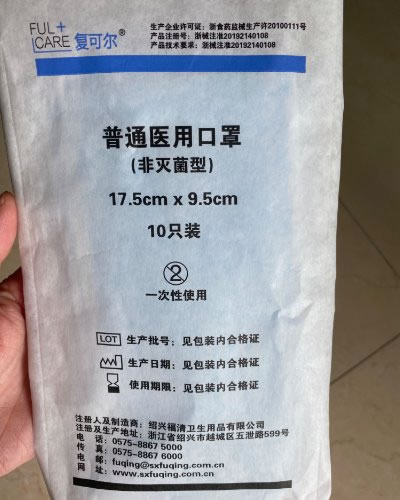 FUL+
CARE 复可尔®
生产企业许可证：浙食药监械生产许20100111号
产品注册号：浙械注准20192140108
产品技术要求：浙械注准20192140108
普通医用口罩
(非灭菌型)
17.5cm x 9.5cm
10只装
2
一次性使用
LOT 生产批号：见包装内合格证
生产日期：见包装内合格证
使用期限：见包装内合格证
注册人及制造商：绍兴福清卫生用品有限公司
注册及生产地址：浙江省绍兴市越城区五泄路599号
电　话：0575-8867 5000
传　真：0575-8867 6000
电　邮：fuqing@sxfuqing.cn
网　址：www.sxfuqing.cn